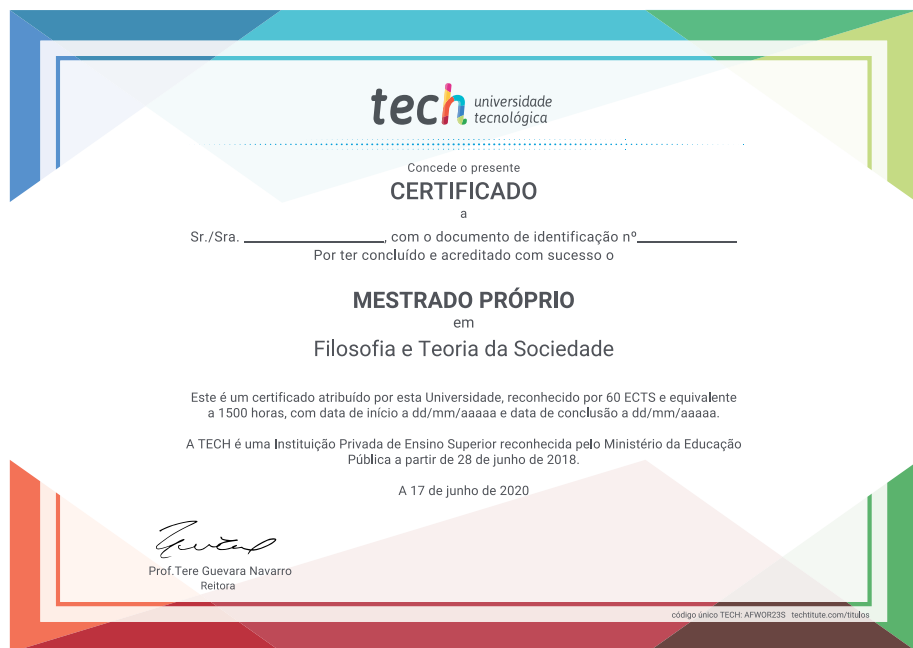 tech universidade
tecnológica
Concede o presente
CERTIFICADO
a
Sr./Sra. ________________, com o documento de identificação nº___________
Por ter concluído e acreditado com sucesso o
MESTRADO PRÓPRIO
em
Filosofia e Teoria da Sociedade
Este é um certificado atribuído por esta Universidade, reconhecido por 60 ECTS e equivalente
a 1500 horas, com data de início a dd/mm/aaaaa e data de conclusão a dd/mm/aaaaa.
A TECH é uma Instituição Privada de Ensino Superior reconhecida pelo Ministério da Educação
Pública a partir de 28 de junho de 2018.
A 17 de junho de 2020
Prof.Tere Guevara Navarro
Reitora
código único TECH: AFWOR23S techtitute.com/titulos